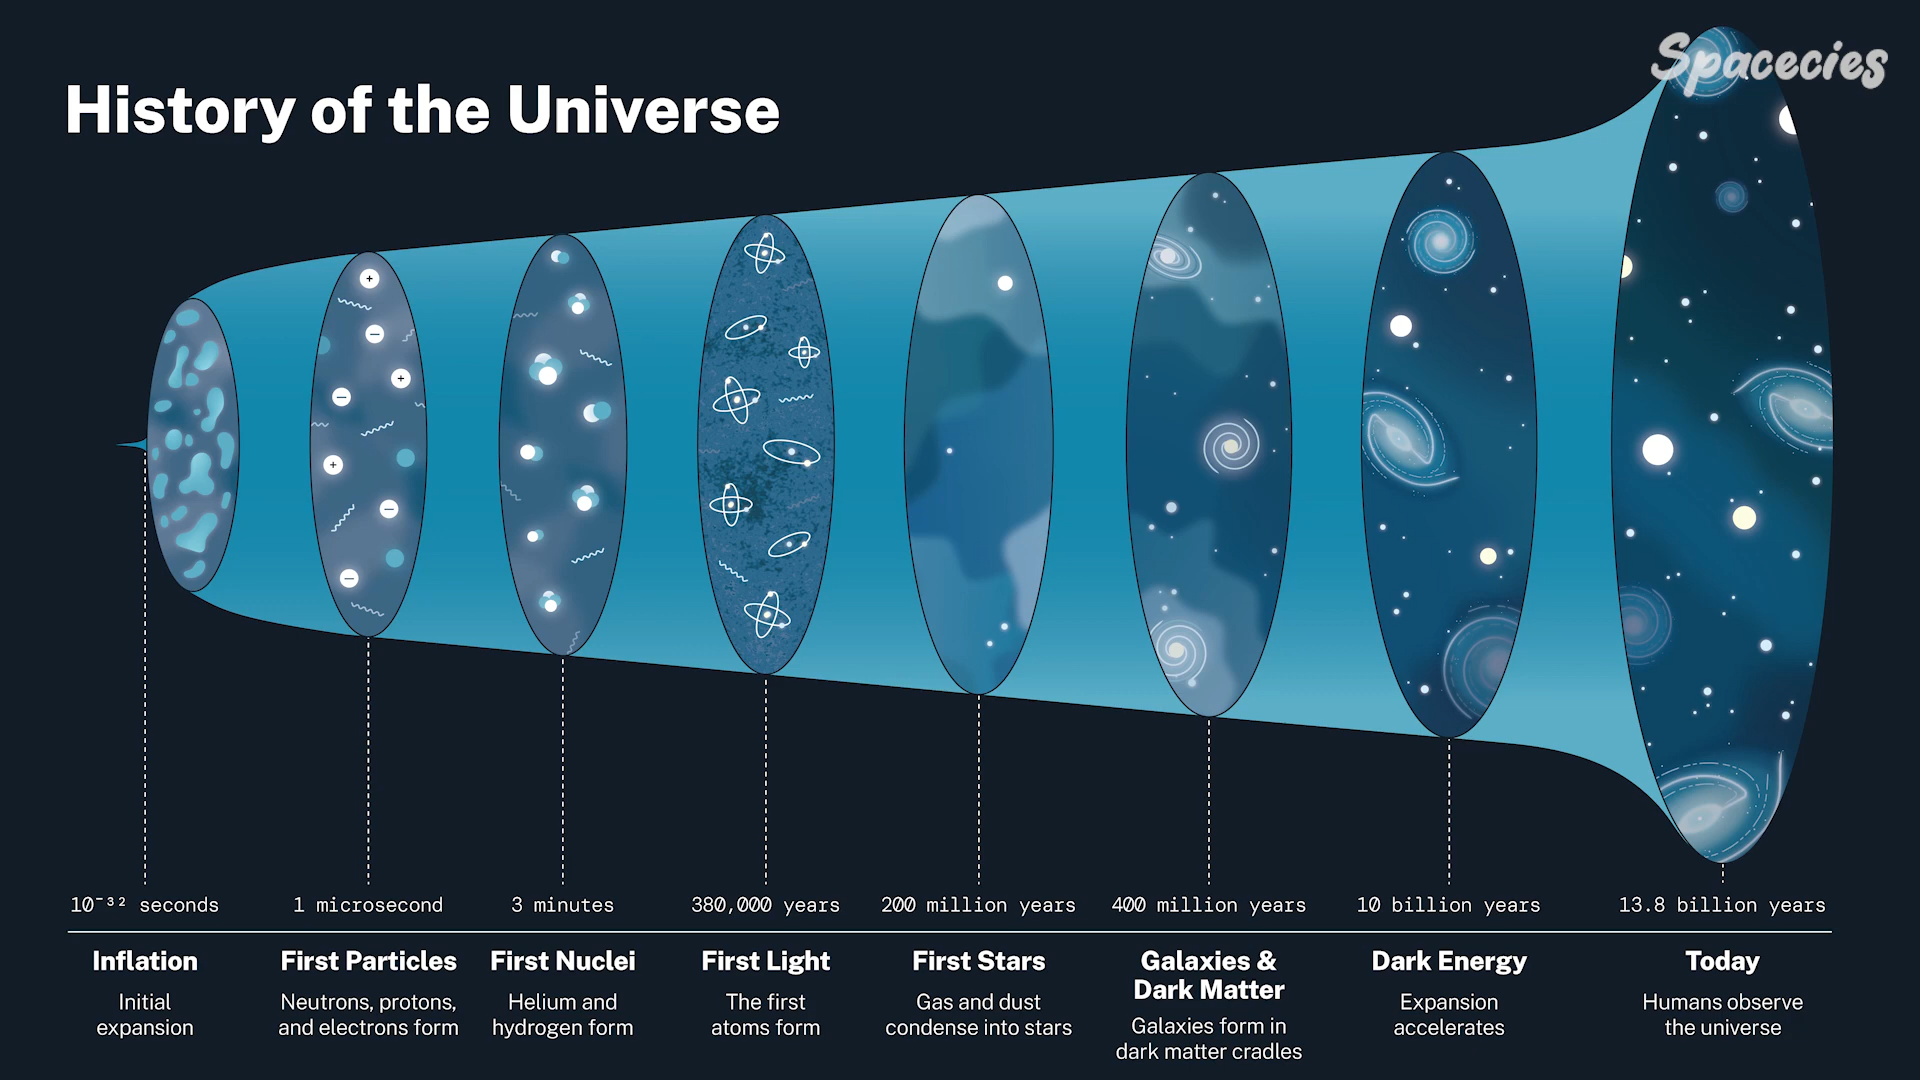 Spacecies
History of the Universe
10⁻³² seconds
1 microsecond
3 minutes
380,000 years
200 million years
400 million years
10 billion years
13.8 billion years
Inflation
Initial
expansion
First Particles
Neutrons, protons,
and electrons form
First Nuclei
Helium and
hydrogen form
First Light
The first
atoms form
First Stars
Gas and dust
condense into stars
Galaxies &
Dark Matter
Galaxies form in
dark matter cradles
Dark Energy
Expansion
accelerates
Today
Humans observe
the universe